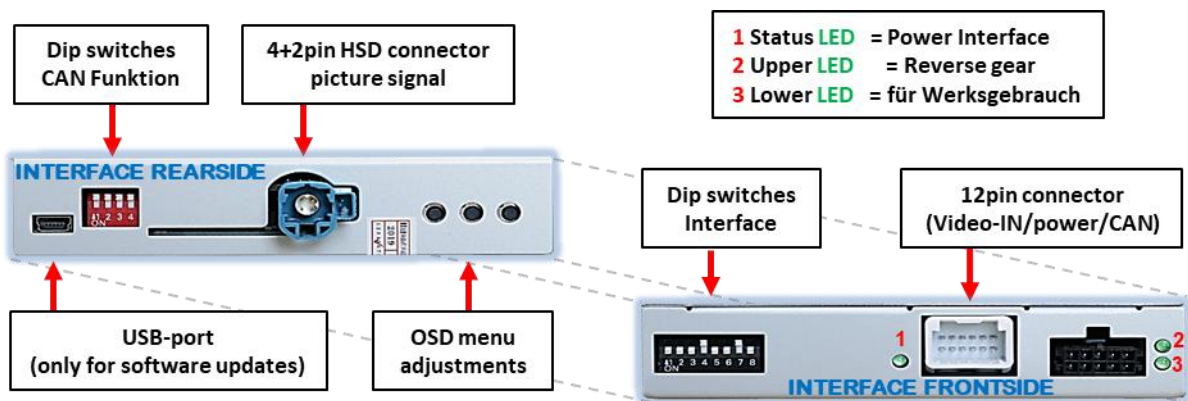 Dip switches
CAN Funktion
4+2pin HSD connector
picture signal
1 Status LED = Power Interface
2 Upper LED = Reverse gear
3 Lower LED = für Werksgebrauch
INTERFACE REARSIDE
1 2 3 4
ON
2019
Dip switches
Interface
12pin connector
(Video-IN/power/CAN)
USB-port
(only for software updates)
OSD menu
adjustments
1
2
3
1 2 3 4 5 6 7 8
ON
INTERFACE FRONTSIDE